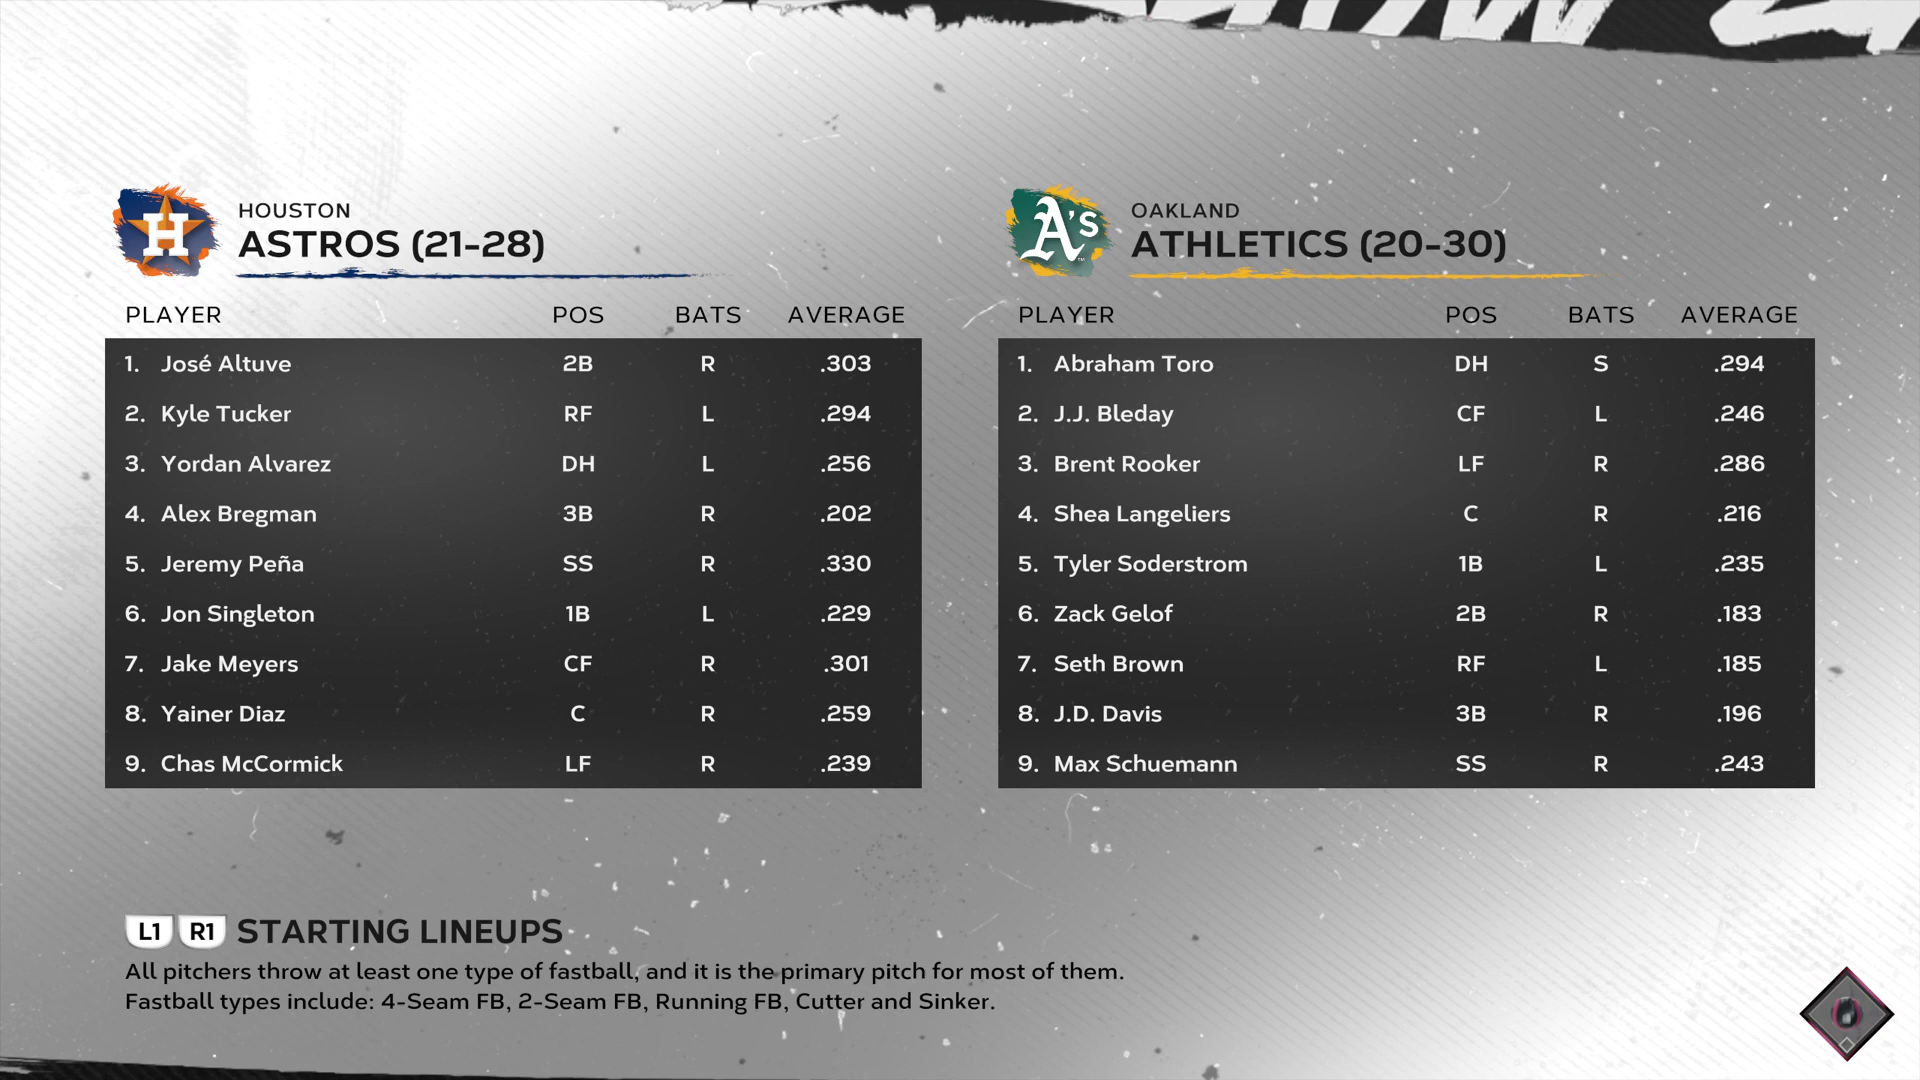 HOUSTON
ASTROS (21-28)
PLAYER POS BATS AVERAGE
1. José Altuve 2B R .303
2. Kyle Tucker RF L .294
3. Yordan Alvarez DH L .256
4. Alex Bregman 3B R .202
5. Jeremy Peña SS R .330
6. Jon Singleton 1B L .229
7. Jake Meyers CF R .301
8. Yainer Diaz C R .259
9. Chas McCormick LF R .239
A's
OAKLAND
ATHLETICS (20-30)
PLAYER POS BATS AVERAGE
1. Abraham Toro DH S .294
2. J.J. Bleday CF L .246
3. Brent Rooker LF R .286
4. Shea Langeliers C R .216
5. Tyler Soderstrom 1B L .235
6. Zack Gelof 2B R .183
7. Seth Brown RF L .185
8. J.D. Davis 3B R .196
9. Max Schuemann SS R .243
L1 R1 STARTING LINEUPS
All pitchers throw at least one type of fastball, and it is the primary pitch for most of them.
Fastball types include: 4-Seam FB, 2-Seam FB, Running FB, Cutter and Sinker.
H